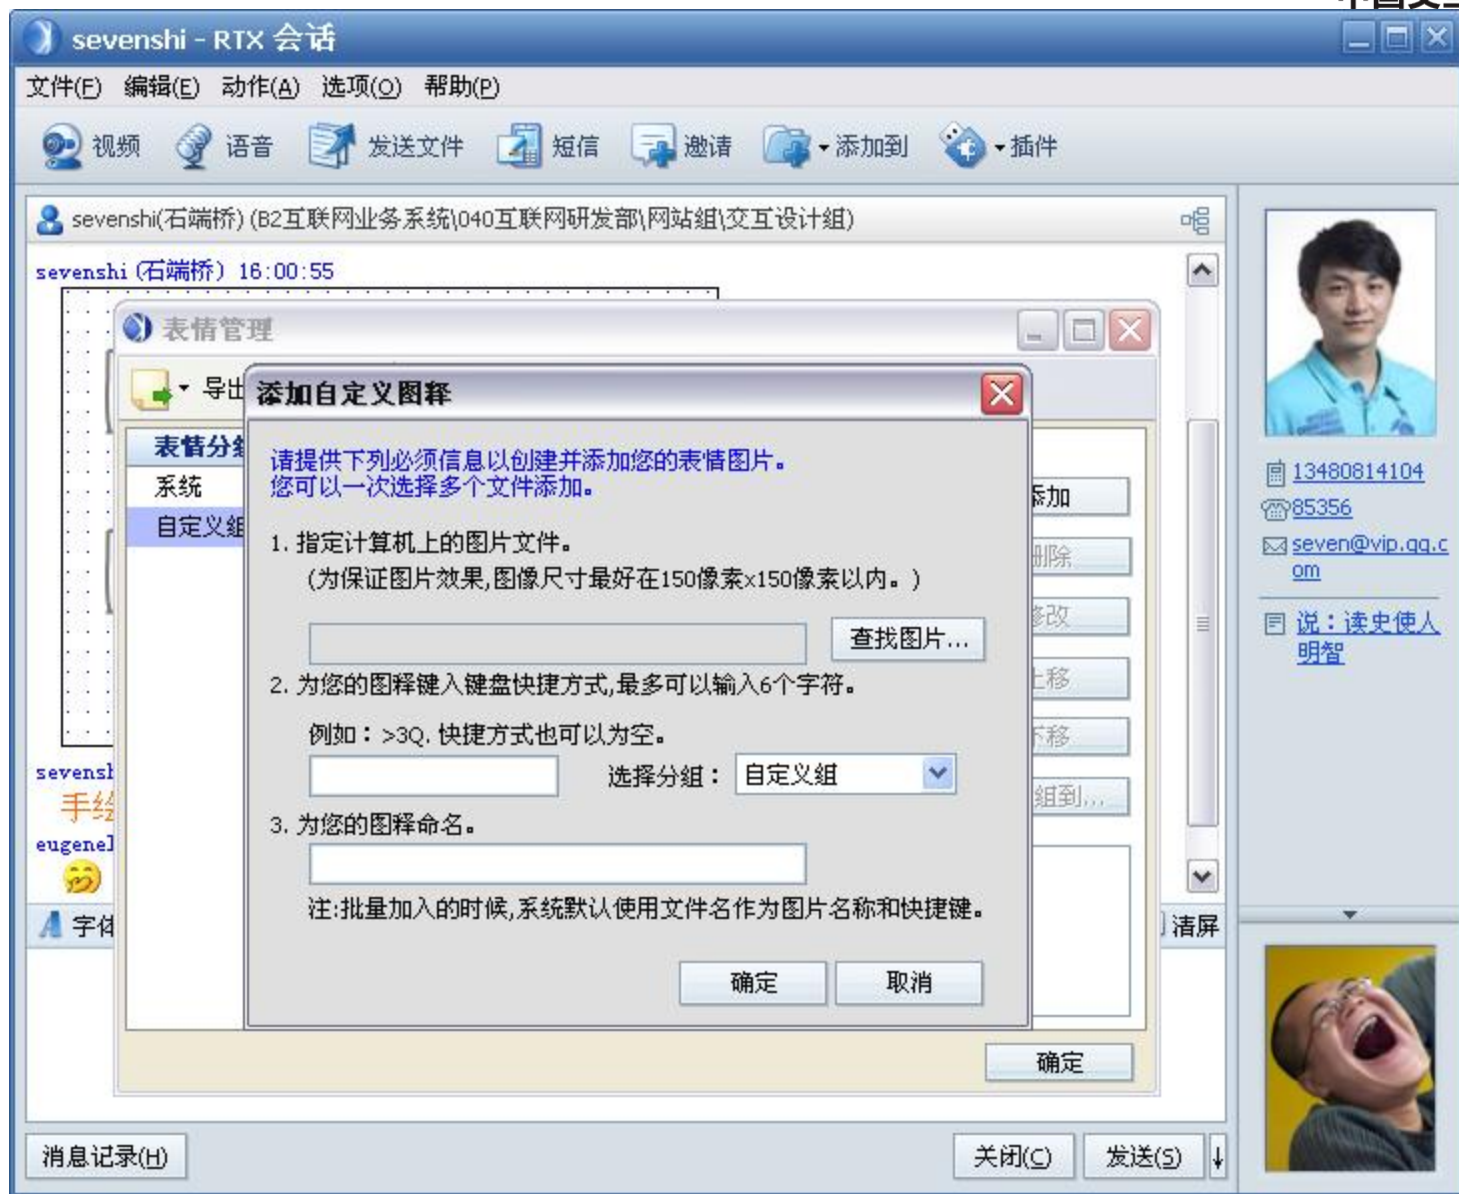 sevenshi - RTX 会话
文件(F) 编辑(E) 动作(A) 选项(O) 帮助(P)
视频 语音 发送文件 短信 邀请 添加到 插件
sevenshi(石端桥) (B2互联网业务系统\040互联网研发部\网站组\交互设计组)
sevenshi (石端桥) 16:00:55
表情管理
导出
添加自定义图释
表情分
系统
自定义组
请提供下列必须信息以创建并添加您的表情图片。
您可以一次选择多个文件添加。
1. 指定计算机上的图片文件。
(为保证图片效果,图像尺寸最好在150像素x150像素以内。)
查找图片...
2. 为您的图释键入键盘快捷方式,最多可以输入6个字符。
例如：>3Q. 快捷方式也可以为空。
选择分组： 自定义组
3. 为您的图释命名。
注:批量加入的时候,系统默认使用文件名作为图片名称和快捷键。
确定 取消
添加
删除
修改
上移
下移
组到...
确定
sevensh
手绘
eugenel
字体
清屏
消息记录(H)
关闭(C) 发送(S)
13480814104
85356
seven@vip.qq.c
om
说：读史使人
明智